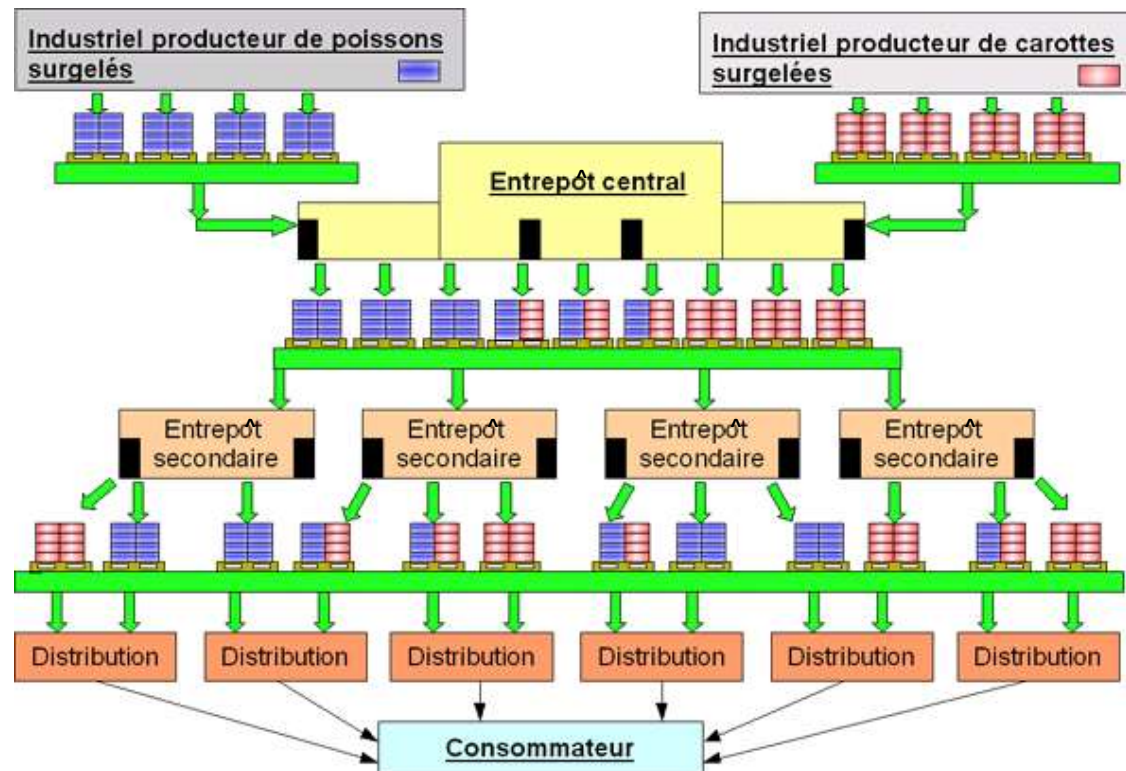 Industriel producteur de poissons
surgelés
Industriel producteur de carottes
surgelées
Entrepôt central
Entrepôt
secondaire
Entrepôt
secondaire
Entrepôt
secondaire
Entrepôt
secondaire
Distribution
Distribution
Distribution
Distribution
Distribution
Distribution
Consommateur